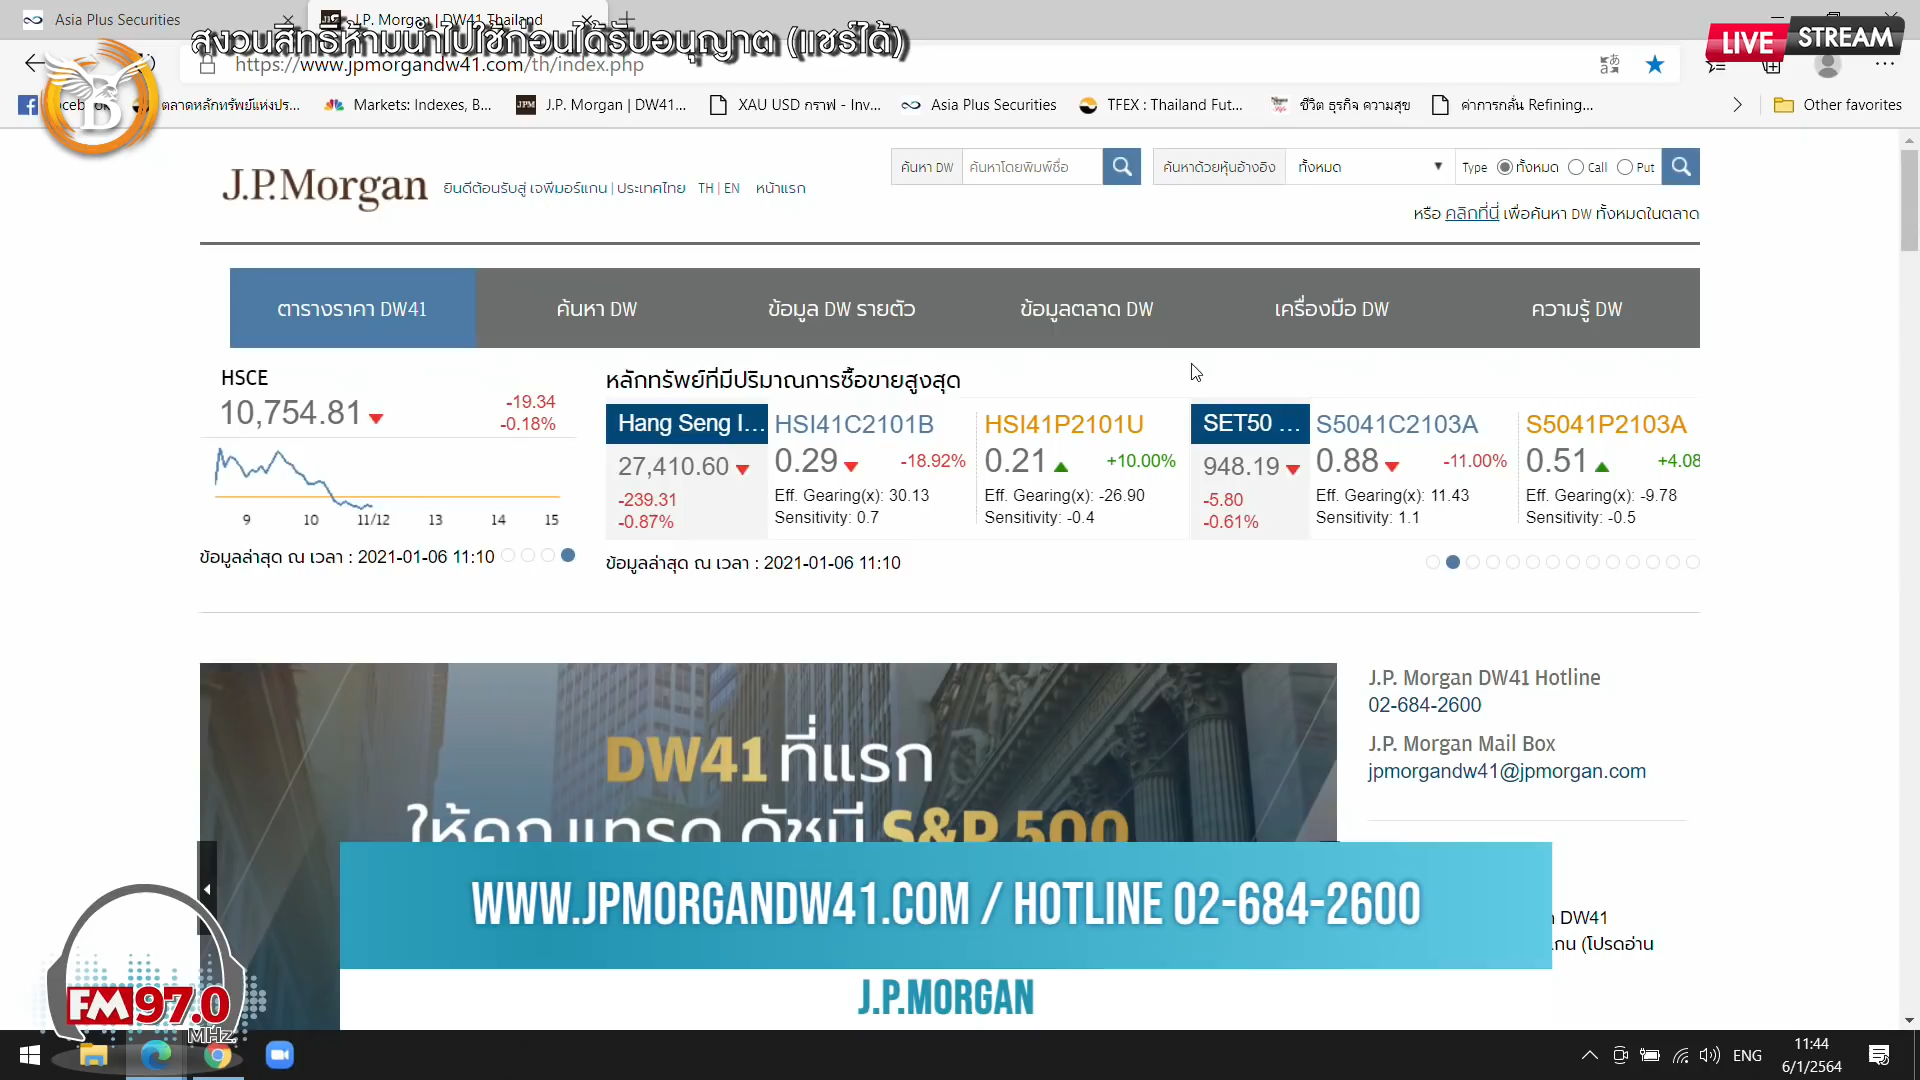 Asia Plus Securities
J.P. Morgan | DW41 Thailand
สงวนสิทธิ์ห้ามนำไปใช้ก่อนได้รับอนุญาต (แชร์ได้)
LIVE STREAM
https://www.jpmorgandw41.com/th/index.php
ตลาดหลักทรัพย์แห่งปร...
Markets: Indexes, B...
J.P. Morgan | DW41...
XAU USD กราฟ - Inv...
Asia Plus Securities
TFEX : Thailand Fut...
ชีวิต ธุรกิจ ความสุข
ค่าการกลั่น Refining...
Other favorites
J.P.Morgan
ยินดีต้อนรับสู่ เจพีมอร์แกน | ประเทศไทย TH | EN หน้าแรก
ค้นหา DW ค้นหาโดยพิมพ์ชื่อ
ค้นหาด้วยหุ้นอ้างอิง ทั้งหมด Type ทั้งหมด Call Put
หรือ คลิกที่นี่ เพื่อค้นหา DW ทั้งหมดในตลาด
ตารางราคา DW41 ค้นหา DW ข้อมูล DW รายตัว ข้อมูลตลาด DW เครื่องมือ DW ความรู้ DW
HSCE
10,754.81
-19.34
-0.18%
9 10 11/12 13 14 15
ข้อมูลล่าสุด ณ เวลา : 2021-01-06 11:10
หลักทรัพย์ที่มีปริมาณการซื้อขายสูงสุด
Hang Seng I...
27,410.60
-239.31
-0.87%
HSI41C2101B
0.29 -18.92%
Eff. Gearing(x): 30.13
Sensitivity: 0.7
HSI41P2101U
0.21 +10.00%
Eff. Gearing(x): -26.90
Sensitivity: -0.4
SET50 ...
948.19
-5.80
-0.61%
S5041C2103A
0.88 -11.00%
Eff. Gearing(x): 11.43
Sensitivity: 1.1
S5041P2103A
0.51 +4.08
Eff. Gearing(x): -9.78
Sensitivity: -0.5
ข้อมูลล่าสุด ณ เวลา : 2021-01-06 11:10
DW41 ที่แรก
ให้คุณเทรด ดัชนี S&P 500
J.P. Morgan DW41 Hotline
02-684-2600
J.P. Morgan Mail Box
jpmorgandw41@jpmorgan.com
DW41
(โปรดอ่าน
WWW.JPMORGANDW41.COM / HOTLINE 02-684-2600
J.P.MORGAN
FM97.0
MHz.
ENG
11:44
6/1/2564